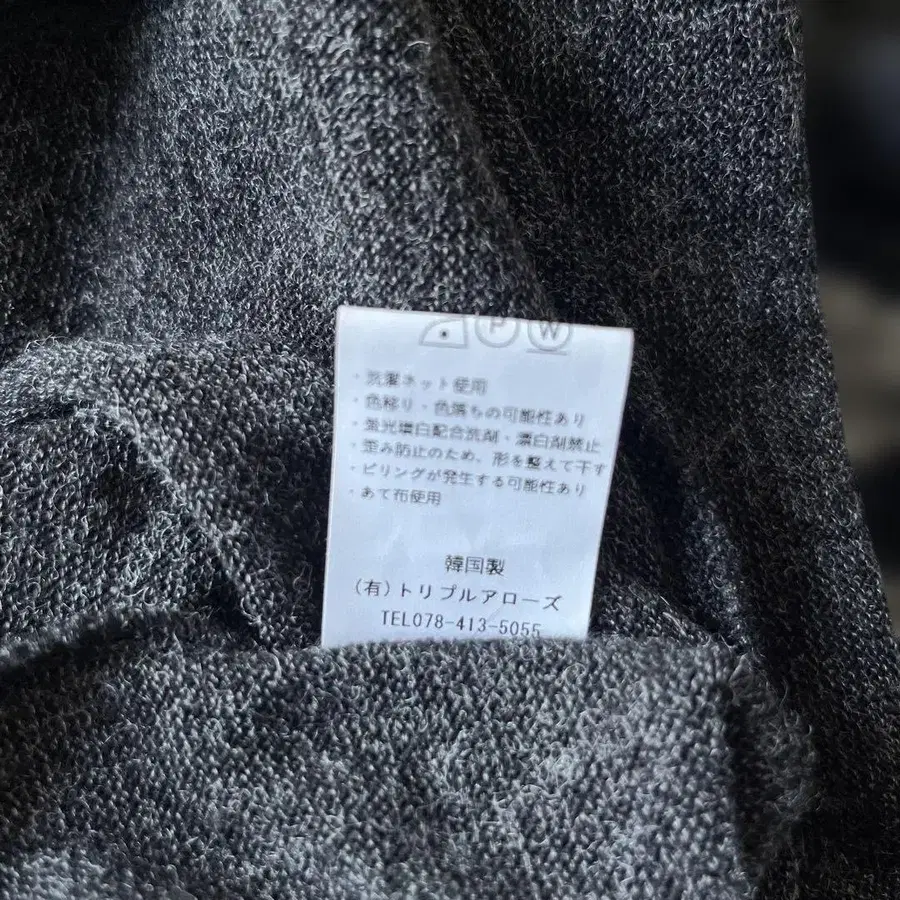 P W
・洗濯ネット使用
・色移り・色落ちの可能性あり
・蛍光増白配合洗剤・漂白剤禁止
・歪み防止のため、形を整えて干す
・ピリングが発生する可能性あり
・あて布使用
韓国製
(有)トリプルアローズ
TEL078-413-5055